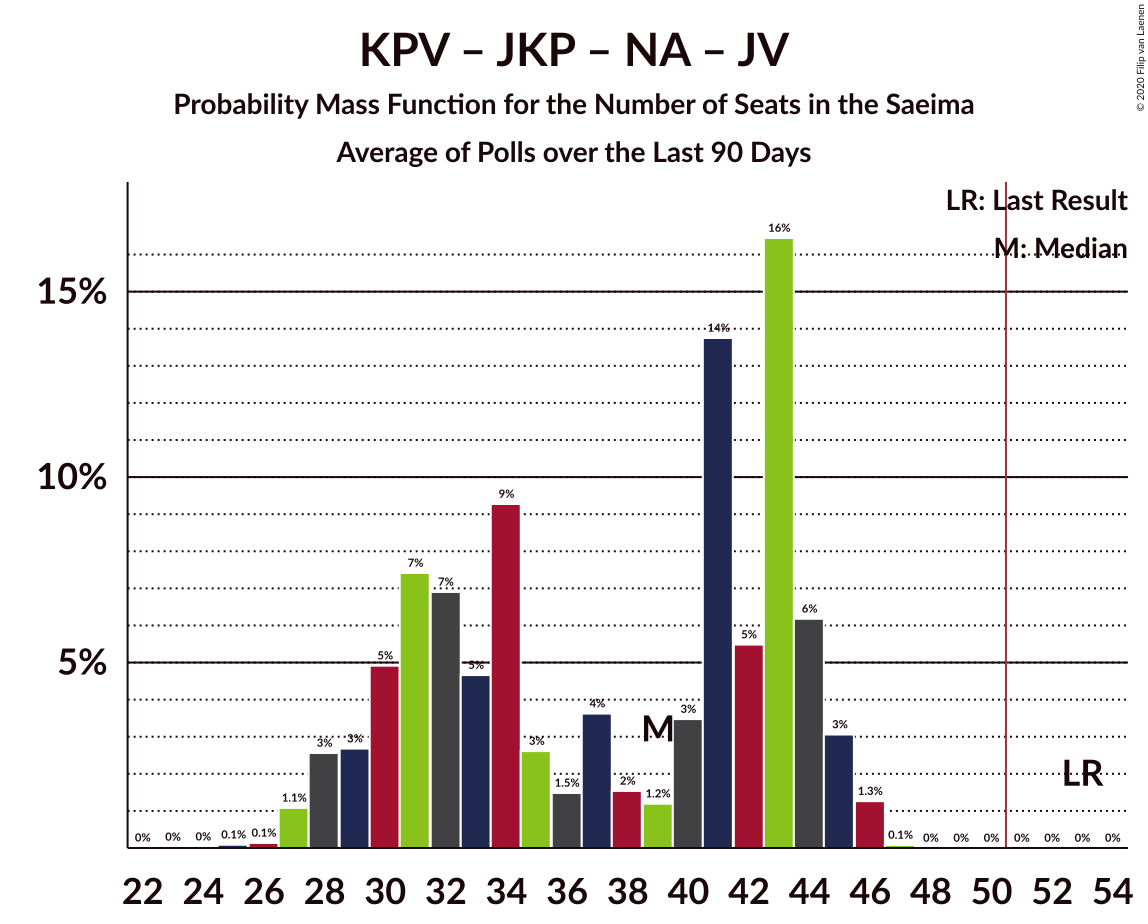 KPV – JKP – NA – JV
Probability Mass Function for the Number of Seats in the Saeima
Average of Polls over the Last 90 Days
© 2020 Filip van Laenen
LR: Last Result
M: Median
15%
10%
5%
0% 0% 0% 0.1% 0.1% 1.1% 3% 3% 5% 7% 7% 5% 9% 3% 1.5% 4% 2% 1.2% 3% 14% 5% 16% 6% 3% 1.3% 0.1% 0% 0% 0% 0% 0% 0% 0%
M
LR
22 24 26 28 30 32 34 36 38 40 42 44 46 48 50 52 54